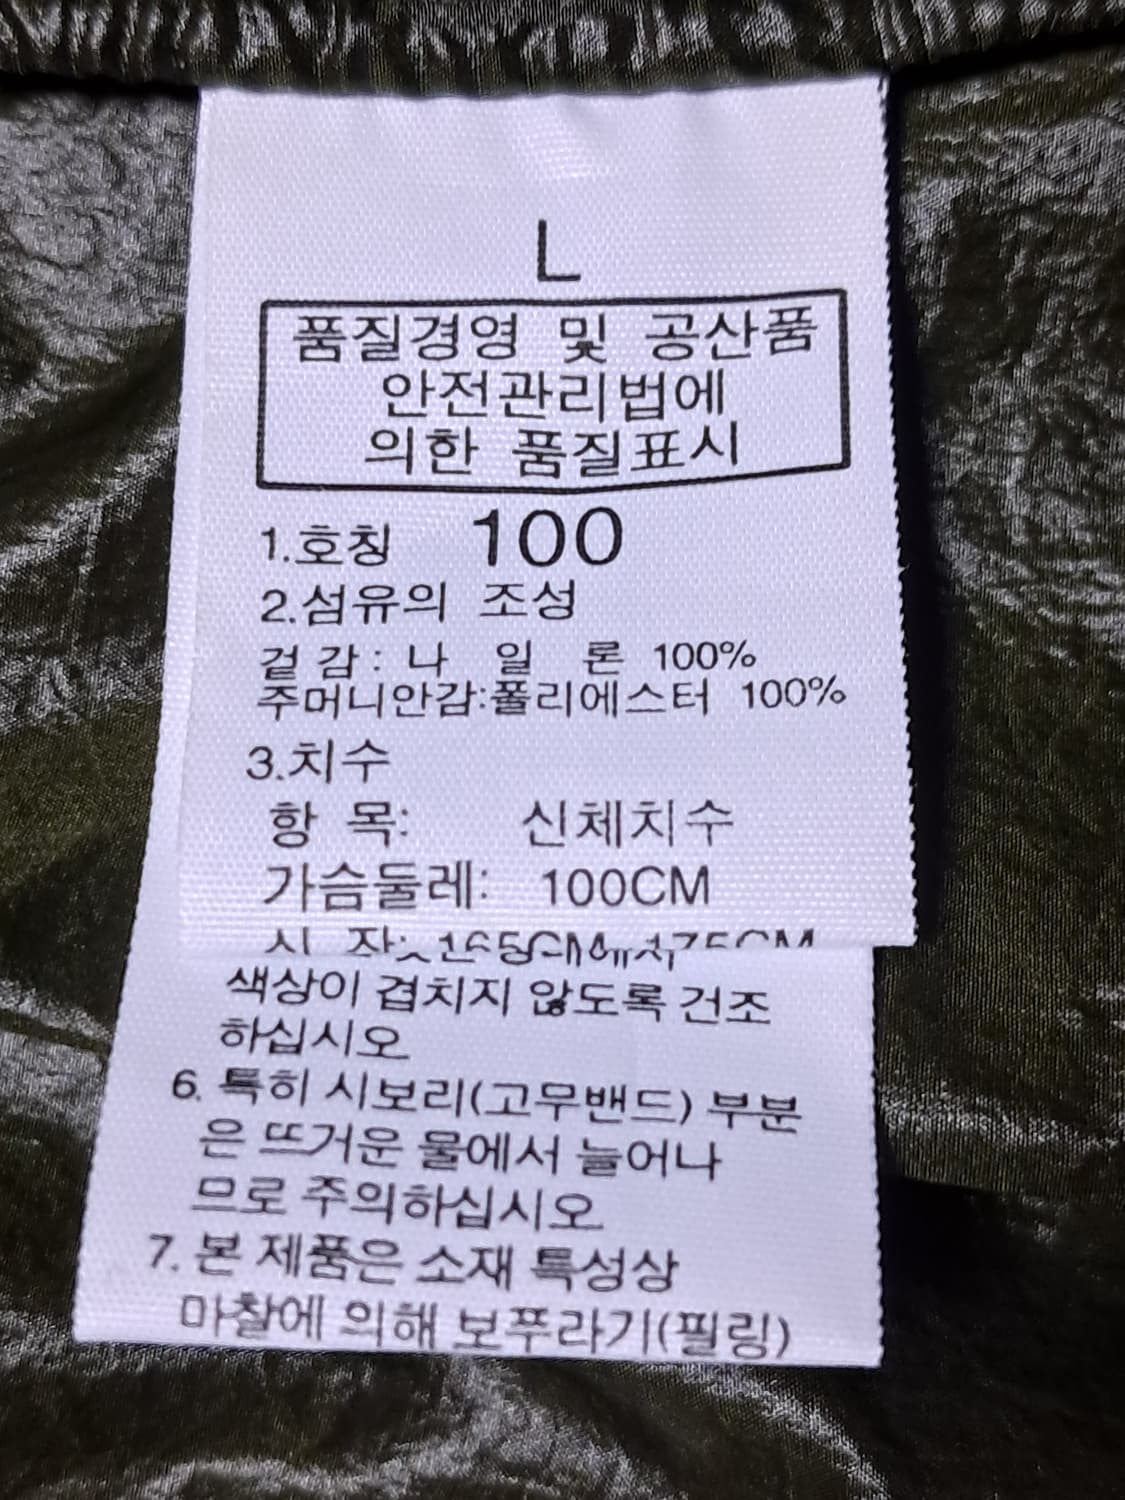 L
품질경영 및 공산품
안전관리법에
의한 품질표시
1.호칭 100
2.섬유의 조성
겉 감 : 나 일 론 100%
주머니안감:폴리에스터 100%
3.치수
항 목: 신체치수
가슴둘레: 100CM
색상이 겹치지 않도록 건조
하십시오
6. 특히 시보리(고무밴드) 부분
은 뜨거운 물에서 늘어나
므로 주의하십시오
7. 본 제품은 소재 특성상
마찰에 의해 보푸라기(필링)